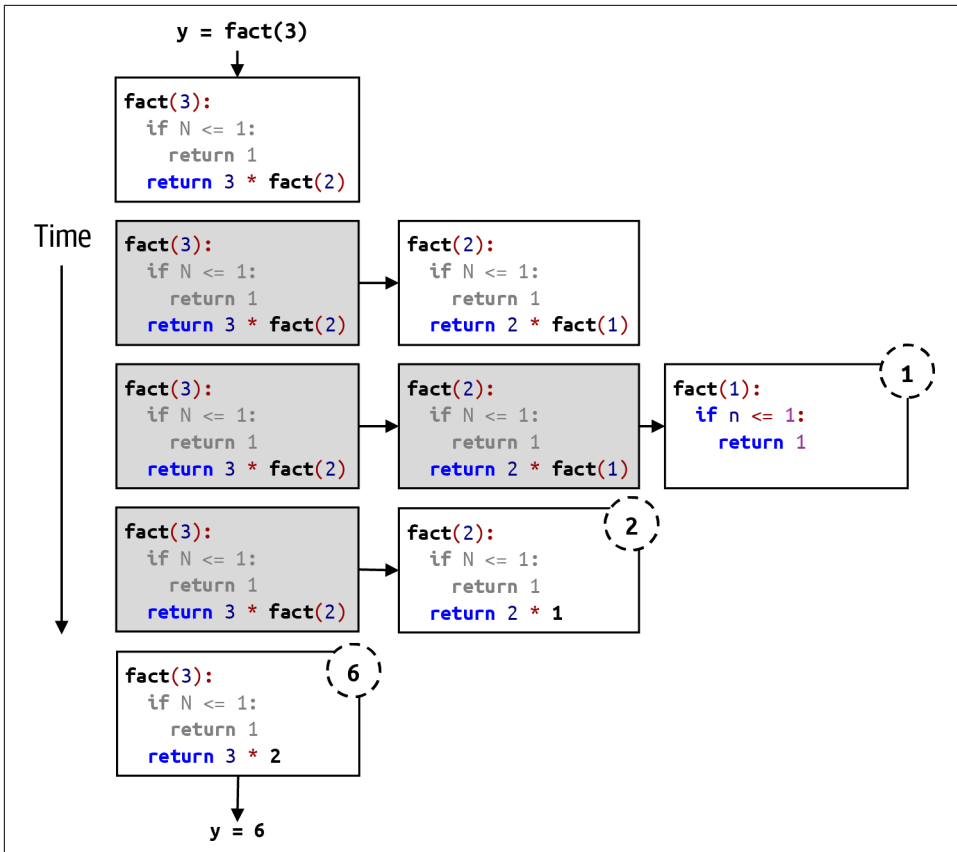 y = fact(3)
fact(3):
if N <= 1:
return 1
return 3 * fact(2)
Time
fact(3):
if N <= 1:
return 1
return 3 * fact(2)
fact(2):
if N <= 1:
return 1
return 2 * fact(1)
fact(3):
if N <= 1:
return 1
return 3 * fact(2)
fact(2):
if N <= 1:
return 1
return 2 * fact(1)
1
fact(1):
if n <= 1:
return 1
fact(3):
if N <= 1:
return 1
return 3 * fact(2)
2
fact(2):
if N <= 1:
return 1
return 2 * 1
6
fact(3):
if N <= 1:
return 1
return 3 * 2
y = 6